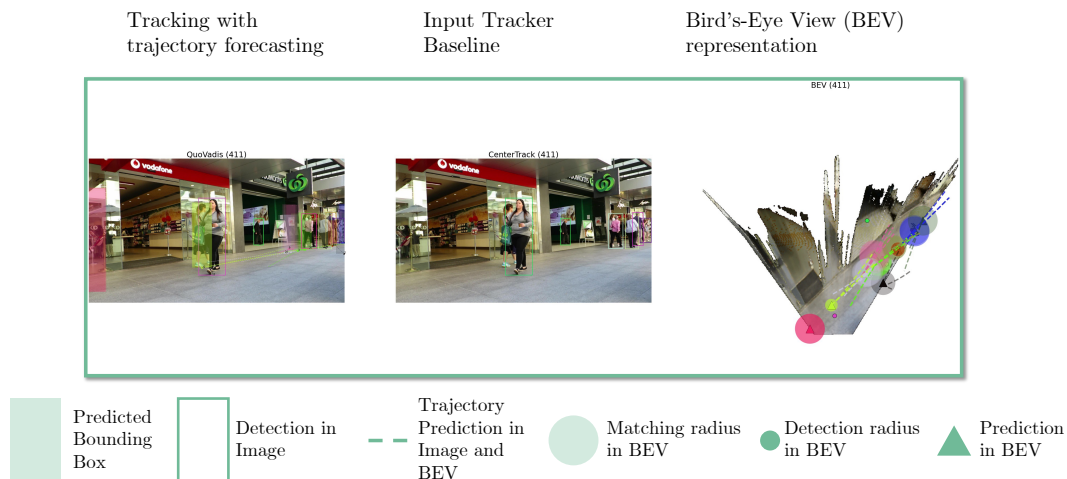 Tracking with
trajectory forecasting
Input Tracker
Baseline
Bird's-Eye View (BEV)
representation
BEV (411)
QuoVadis (411)
CenterTrack (411)
vodafone
vodafone
Predicted
Bounding
Box
Detection in
Image
Trajectory
Prediction in
Image and
BEV
Matching radius
in BEV
Detection radius
in BEV
Prediction
in BEV